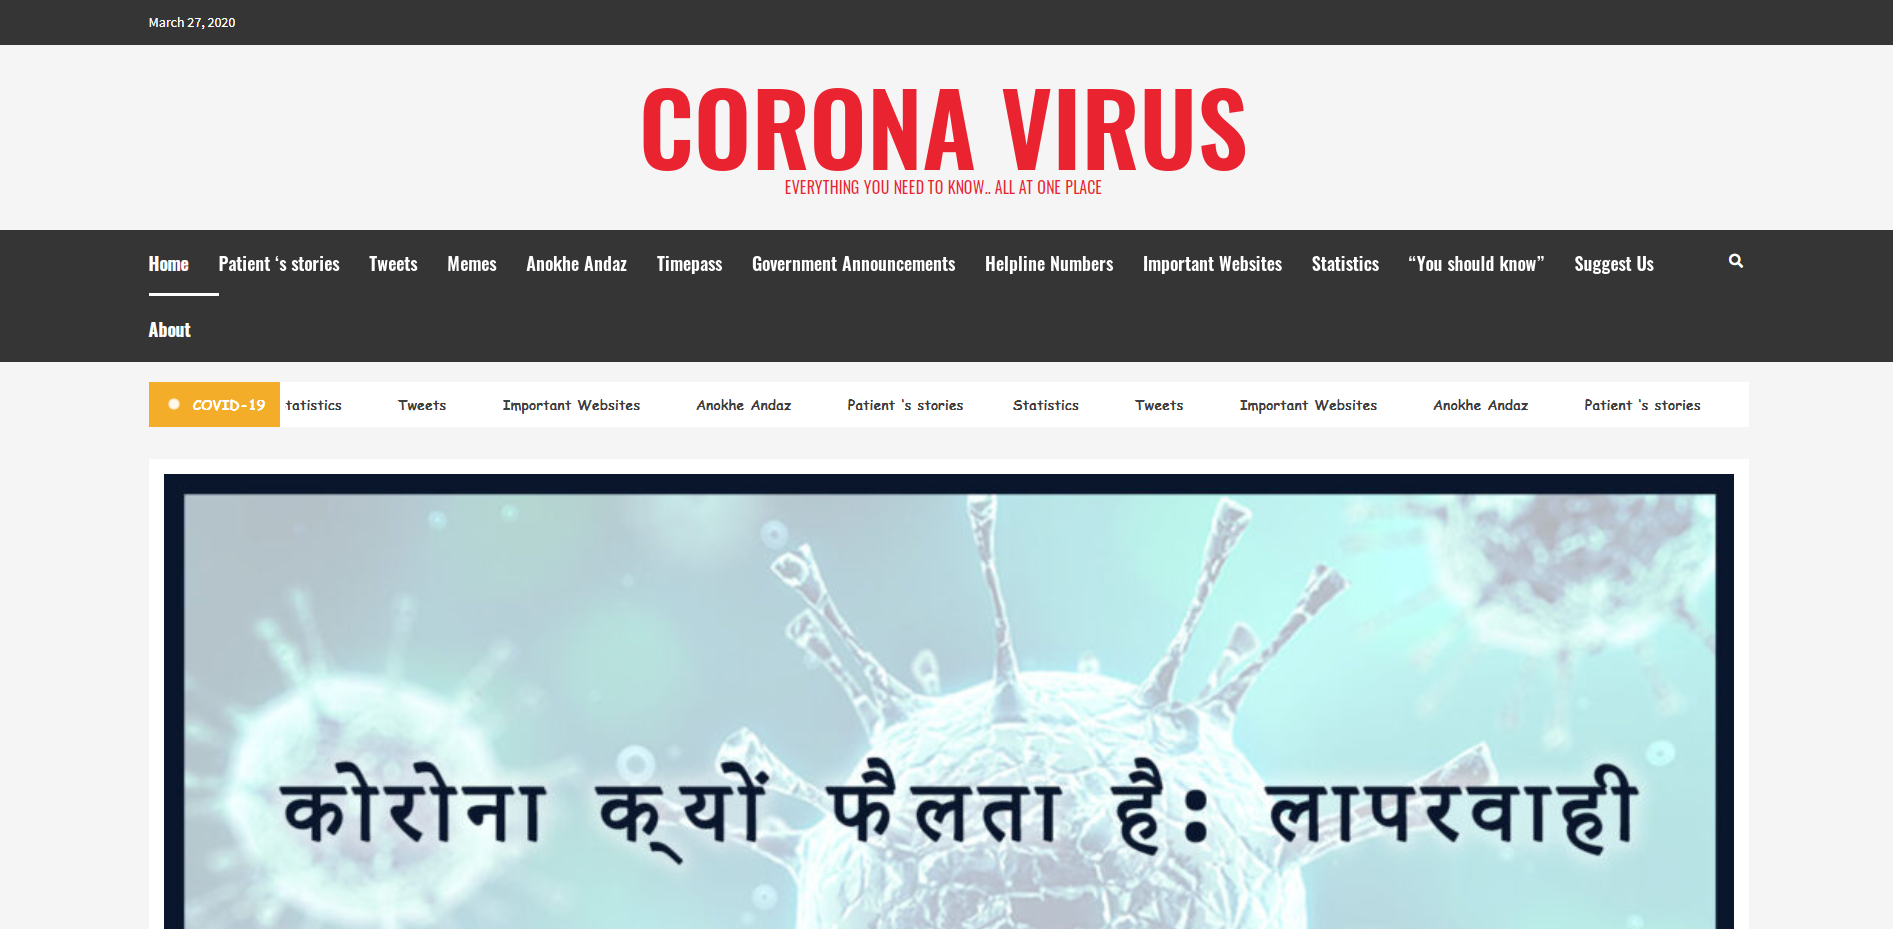 March 27, 2020
CORONA VIRUS
EVERYTHING YOU NEED TO KNOW.. ALL AT ONE PLACE
Home Patient ‘s stories Tweets Memes Anokhe Andaz Timepass Government Announcements Helpline Numbers Important Websites Statistics “You should know” Suggest Us
About
COVID-19 tatistics Tweets Important Websites Anokhe Andaz Patient ‘s stories Statistics Tweets Important Websites Anokhe Andaz Patient ‘s stories
कोरोना क्यों फैलता है: लापरवाही